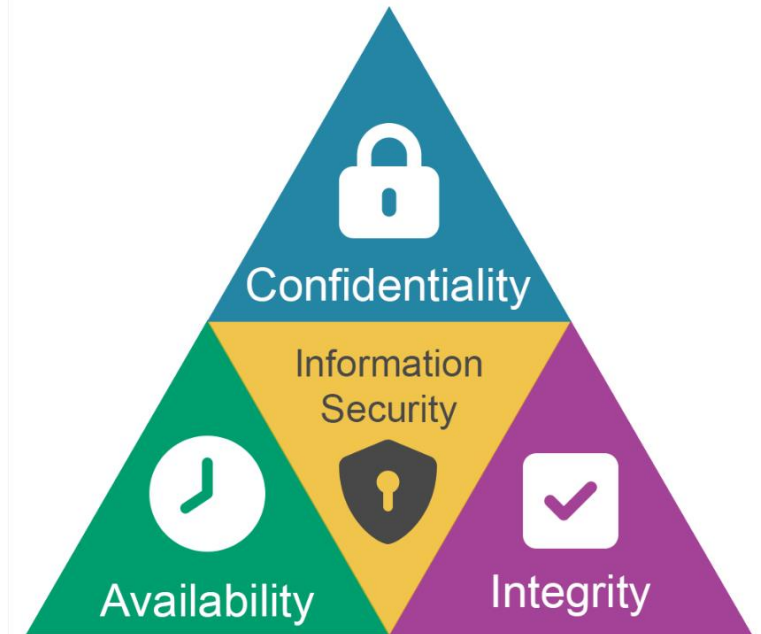 Confidentiality
Information
Security
Availability
Integrity